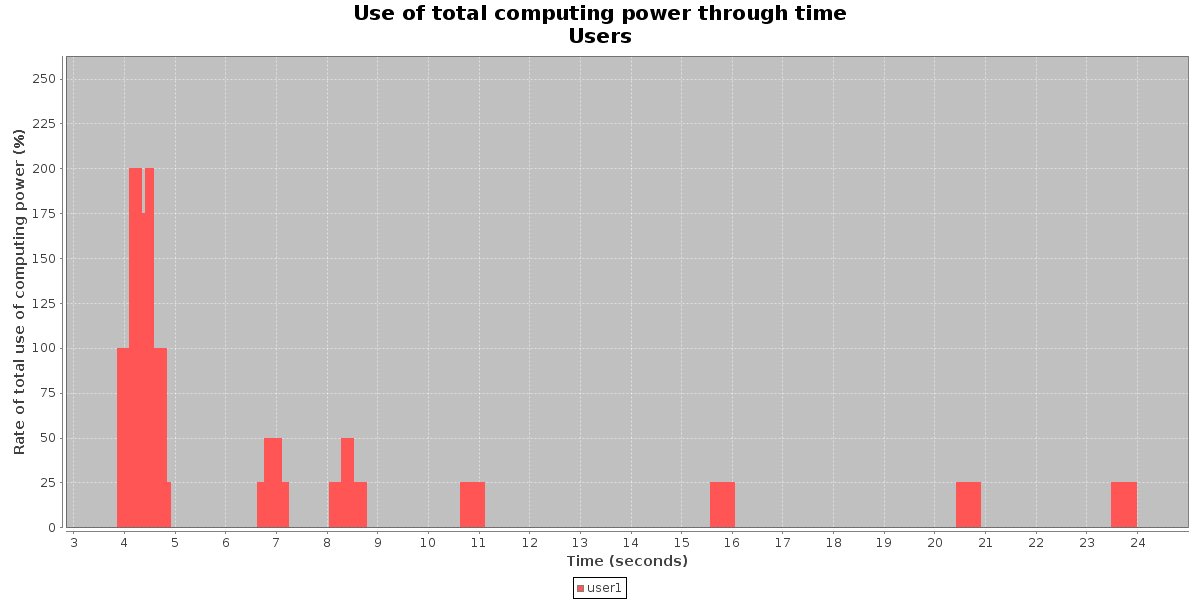 Use of total computing power through time
Users
Rate of total use of computing power (%)
250
225
200
175
150
125
100
75
50
25
0
3 4 5 6 7 8 9 10 11 12 13 14 15 16 17 18 19 20 21 22 23 24
Time (seconds)
user1